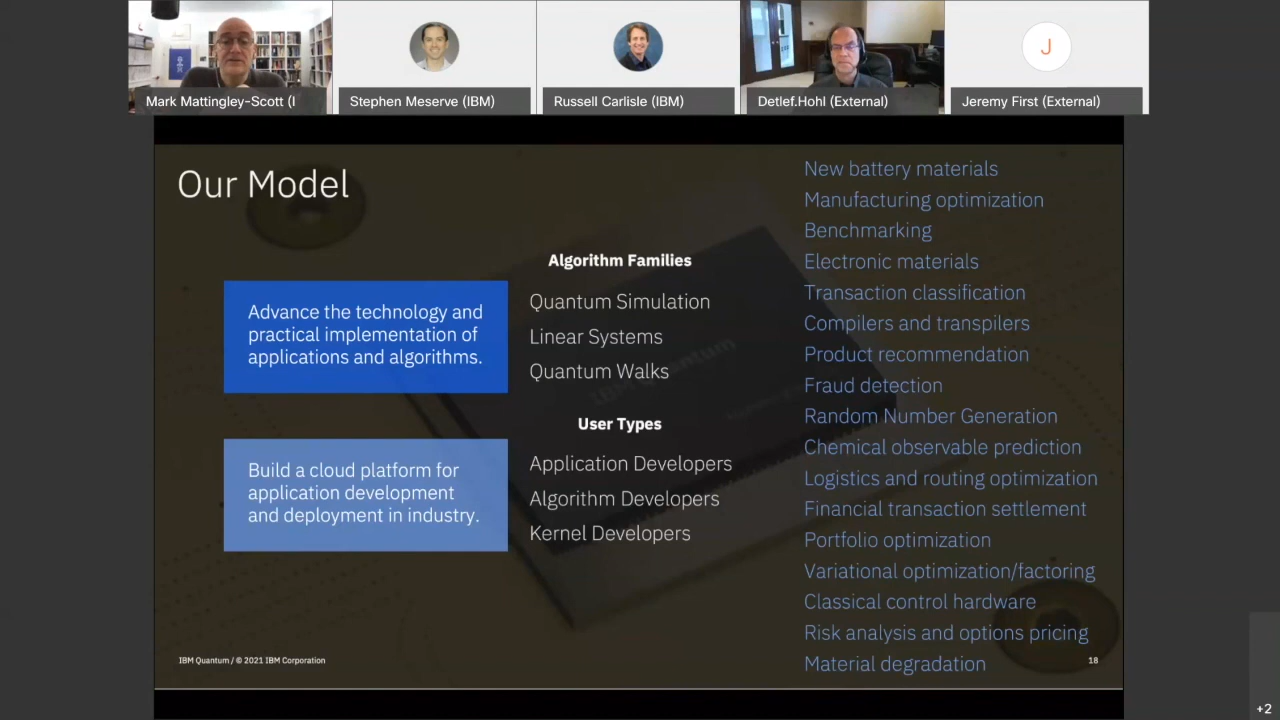 Mark Mattingley-Scott (I
Stephen Meserve (IBM)
Russell Carlisle (IBM)
Detlef.Hohl (External)
J
Jeremy First (External)
Our Model
Advance the technology and
practical implementation of
applications and algorithms.
Algorithm Families
Quantum Simulation
Linear Systems
Quantum Walks
Build a cloud platform for
application development
and deployment in industry.
User Types
Application Developers
Algorithm Developers
Kernel Developers
New battery materials
Manufacturing optimization
Benchmarking
Electronic materials
Transaction classification
Compilers and transpilers
Product recommendation
Fraud detection
Random Number Generation
Chemical observable prediction
Logistics and routing optimization
Financial transaction settlement
Portfolio optimization
Variational optimization/factoring
Classical control hardware
Risk analysis and options pricing
Material degradation
IBM Quantum
IBM Quantum / © 2021 IBM Corporation
18
+2